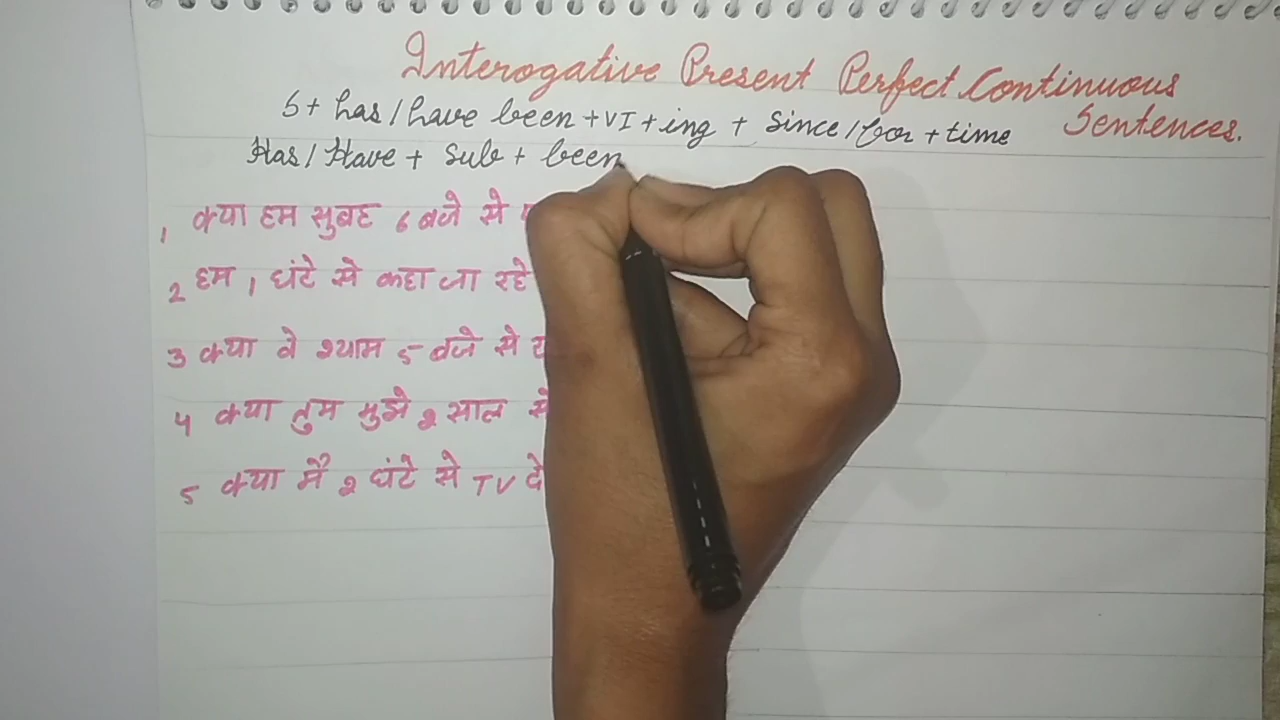 Interogative Present Perfect Continuous
Sentences.
S + has / have been + VI + ing + Since / for + time
Has / Have + Sub + been
1 क्या हम सुबह 6 बजे से
2 हम 1 घंटे से कहा जा रहे
3 क्या वे श्याम 5 बजे से
4 क्या तुम मुझे 2 साल से
5 क्या मै 2 घंटे से TV